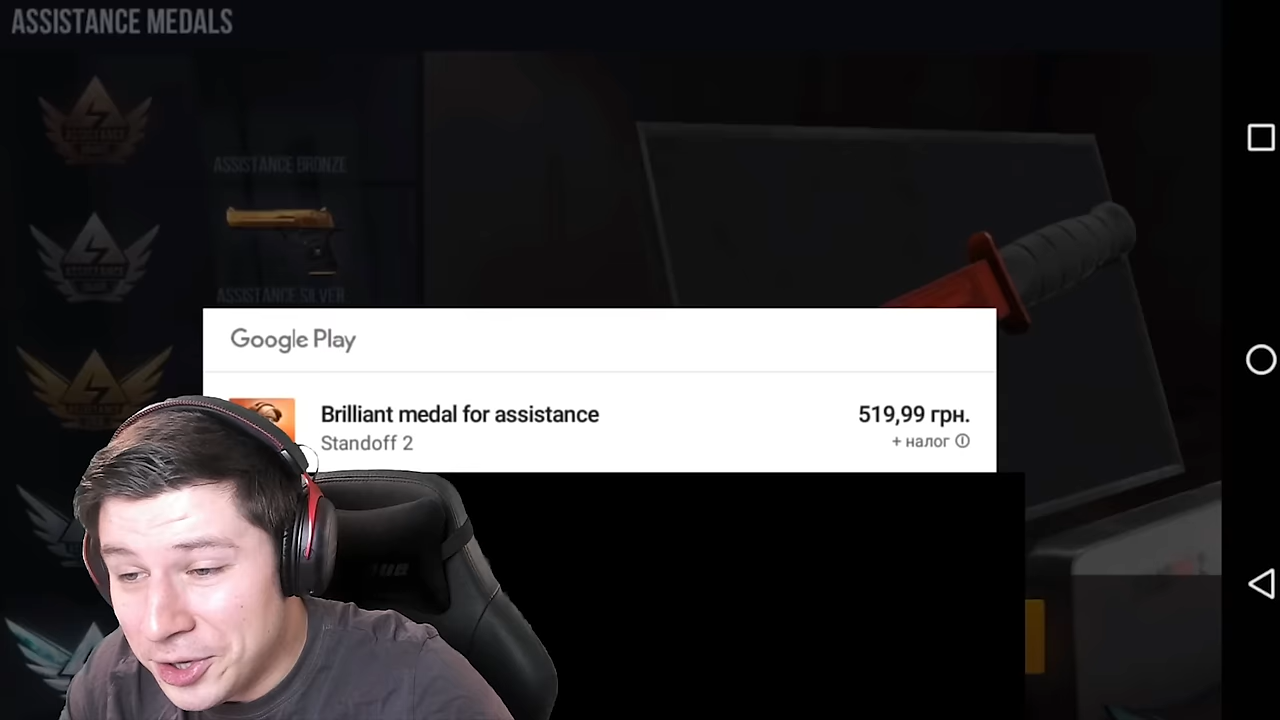 ASSISTANCE MEDALS
ASSISTANCE BRONZE
ASSISTANCE SILVER
Google Play
Brilliant medal for assistance
519,99 грн.
Standoff 2
+ налог